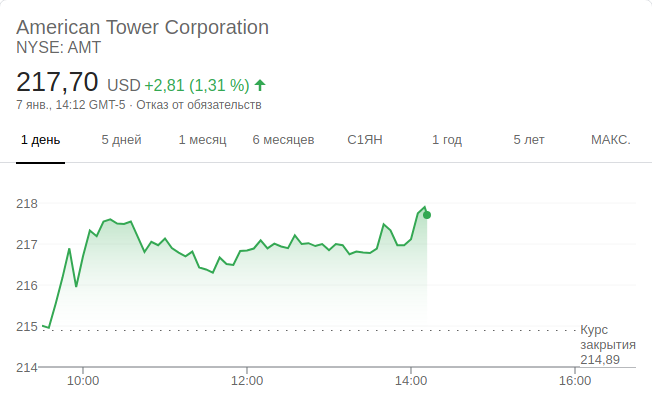 American Tower Corporation
NYSE: AMT
217,70 USD +2,81 (1,31 %)
7 янв., 14:12 GMT-5 · Отказ от обязательств
1 день 5 дней 1 месяц 6 месяцев С1ЯН 1 год 5 лет МАКС.
218
217
216
215
Курс
закрытия
214,89
214
10:00 12:00 14:00 16:00